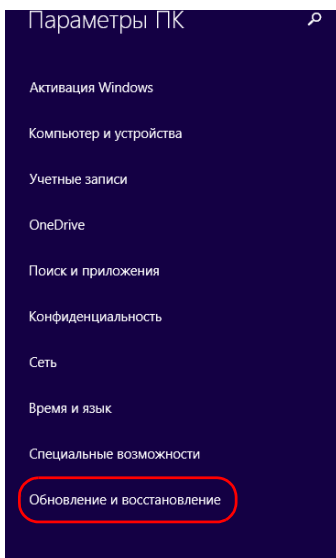 Параметры ПК
Активация Windows
Компьютер и устройства
Учетные записи
OneDrive
Поиск и приложения
Конфиденциальность
Сеть
Время и язык
Специальные возможности
Обновление и восстановление